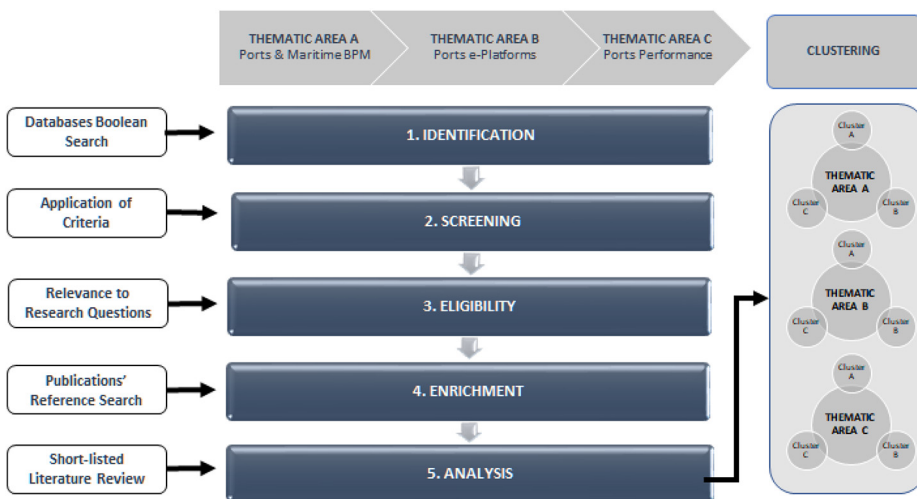 THEMATIC AREA A
Ports & Maritime BPM
THEMATIC AREA B
Ports e-Platforms
THEMATIC AREA C
Ports Performance
CLUSTERING
Databases Boolean
Search
1. IDENTIFICATION
Application of
Criteria
2. SCREENING
Relevance to
Research Questions
3. ELIGIBILITY
Publications’
Reference Search
4. ENRICHMENT
Short-listed
Literature Review
5. ANALYSIS
Cluster
A
THEMATIC
AREA A
Cluster
C
Cluster
B
Cluster
A
THEMATIC
AREA B
Cluster
C
Cluster
B
Cluster
A
THEMATIC
AREA C
Cluster
C
Cluster
B